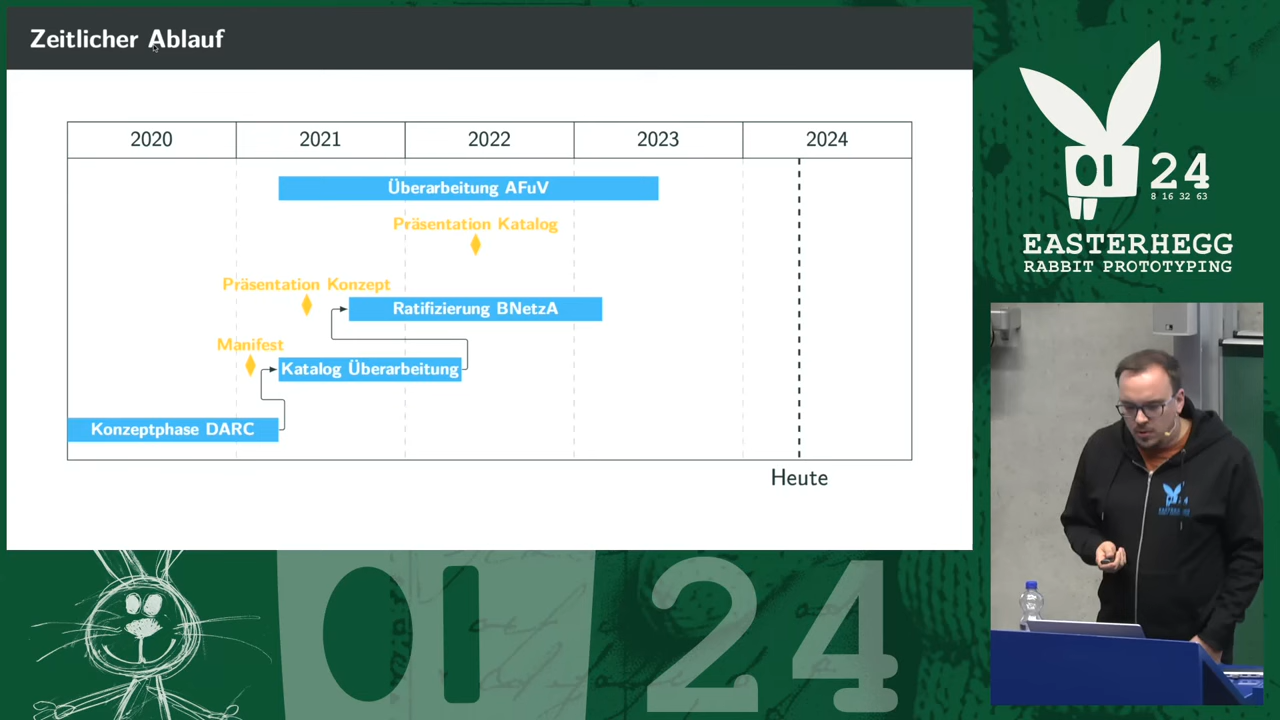 Zeitlicher Ablauf
2020 2021 2022 2023 2024
Überarbeitung AFuV
Präsentation Katalog
Präsentation Konzept
Ratifizierung BNetzA
Manifest
Katalog Überarbeitung
Konzeptphase DARC
Heute
24
8 16 32 63
EASTERHEGG
RABBIT PROTOTYPING
24